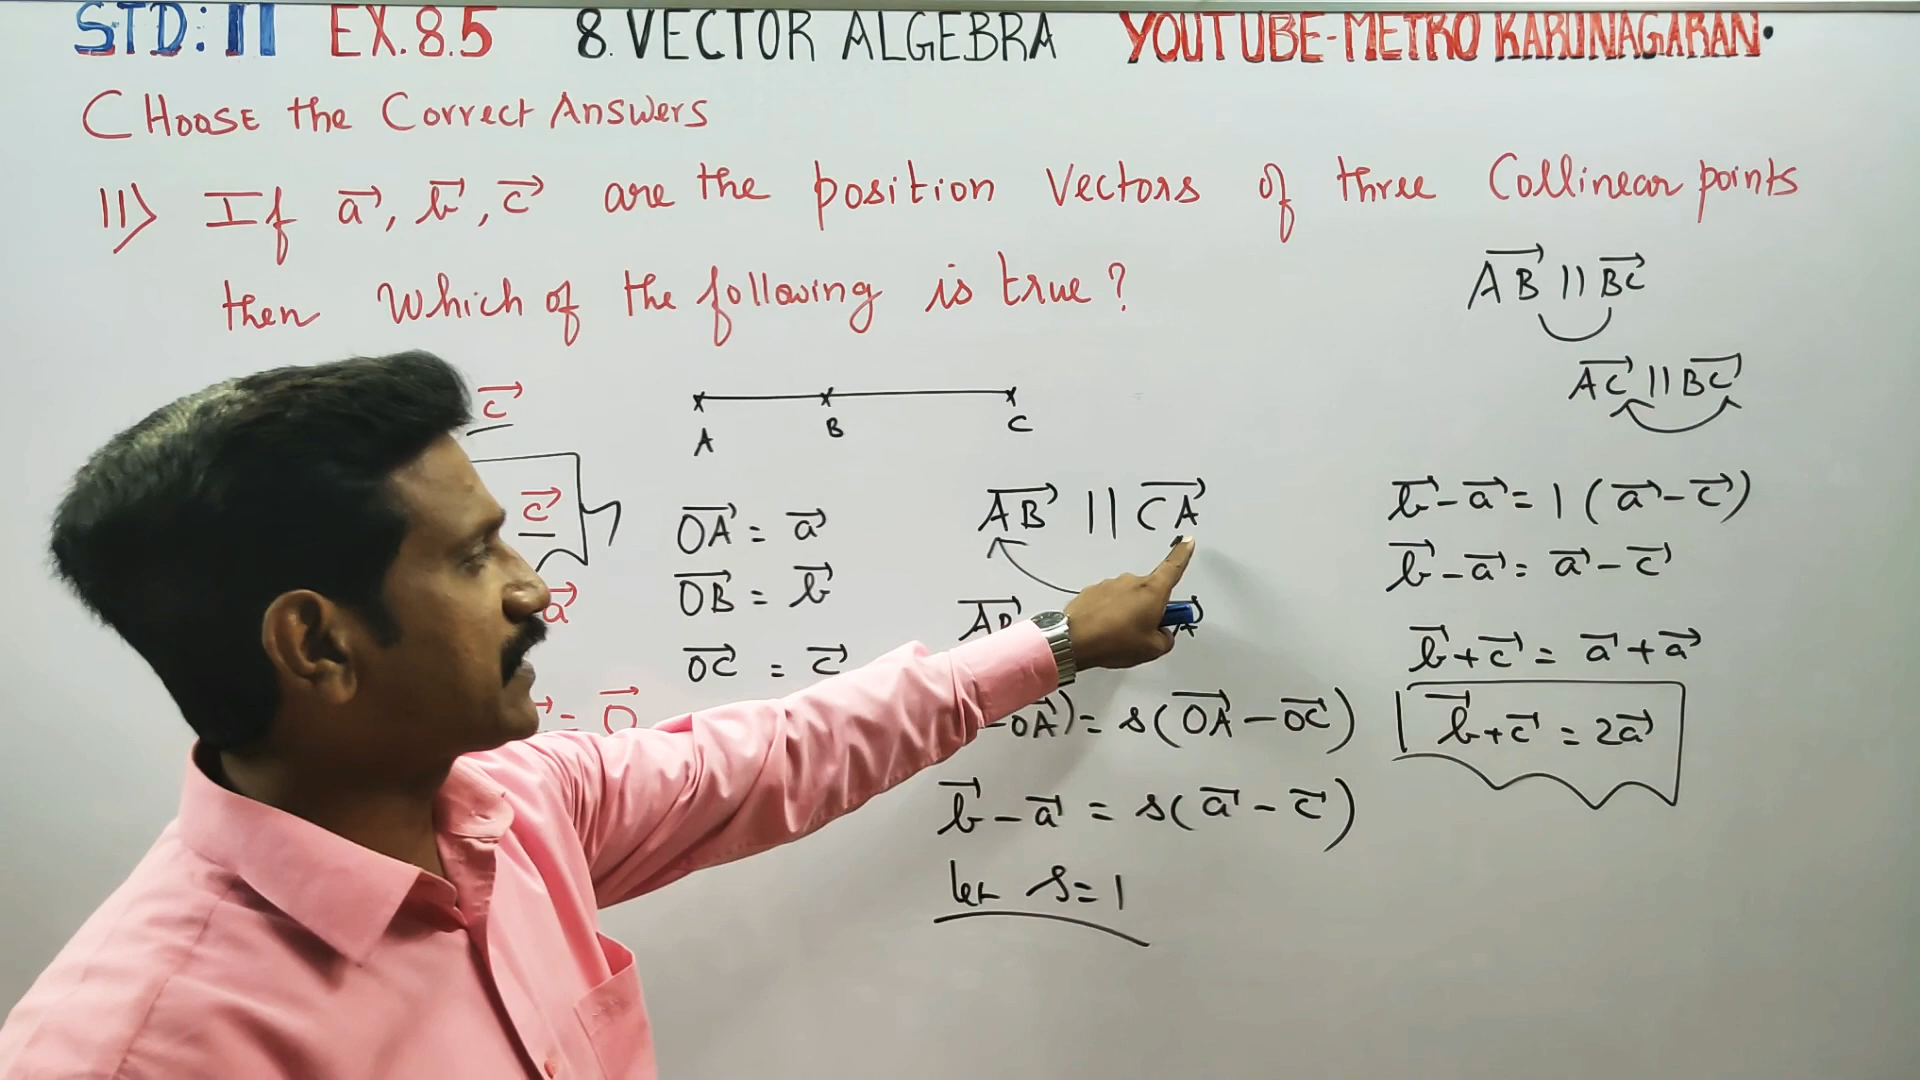 STD: 11 EX.8.5 8. VECTOR ALGEBRA YOUTUBE-METRO KARUNAGARAN.
CHOOSE the Correct Answers
11) If a⃗, b⃗, c⃗ are the position Vectors of three Collinear points
then Which of the following is true?
AB⃗ || BC⃗
AC⃗ || BC⃗
c⃗
c⃗
a⃗
= 0⃗
A B C
OA⃗ = a⃗
OB⃗ = b⃗
OC⃗ = c⃗
AB⃗ || CA⃗
- OA⃗) = s(OA⃗ - OC⃗)
b⃗ - a⃗ = s(a⃗ - c⃗)
let s = 1
b⃗ - a⃗ = 1 (a⃗ - c⃗)
b⃗ - a⃗ = a⃗ - c⃗
b⃗ + c⃗ = a⃗ + a⃗
b⃗ + c⃗ = 2a⃗